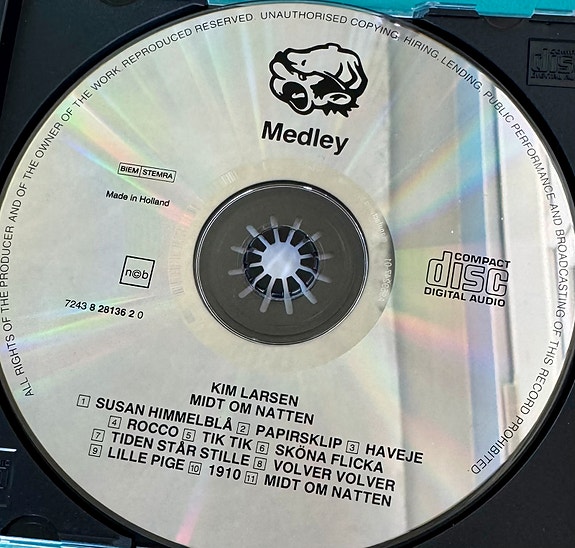 ALL RIGHTS OF THE PRODUCER AND OF THE OWNER OF THE WORK REPRODUCED RESERVED. UNAUTHORISED COPYING, HIRING, LENDING, PUBLIC PERFORMANCE AND BROADCASTING OF THIS RECORD PROHIBITED
Medley
BIEM STEMRA
Made in Holland
n©b
7243 8 28136 2 0
COMPACT
disc
DIGITAL AUDIO
KIM LARSEN
MIDT OM NATTEN
1 SUSAN HIMMELBLÅ 2 PAPIRSKLIP 3 HAVEJE
4 ROCCO 5 TIK TIK 6 SKÖNA FLICKA
7 TIDEN STÅR STILLE 8 VOLVER VOLVER
9 LILLE PIGE 10 1910 11 MIDT OM NATTEN